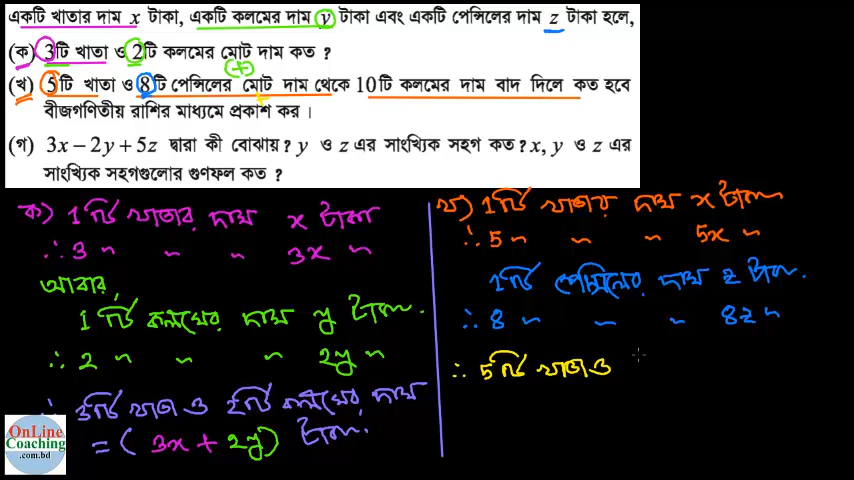 একটি খাতার দাম x টাকা, একটি কলমের দাম y টাকা এবং একটি পেন্সিলের দাম z টাকা হলে,
(ক) 3টি খাতা ও 2টি কলমের মোট দাম কত ?
(+)
(খ) 5টি খাতা ও 8টি পেন্সিলের মোট দাম থেকে 10টি কলমের দাম বাদ দিলে কত হবে
+
বীজগণিতীয় রাশির মাধ্যমে প্রকাশ কর ।
(গ) 3x − 2y + 5z দ্বারা কী বোঝায়? y ও z এর সাংখ্যিক সহগ কত? x, y ও z এর
সাংখ্যিক সহগগুলোর গুণফল কত ?
ক) 1টি খাতার দাম x টাকা
∴ 3 " " " 3x "
আবার,
1টি কলমের দাম y টাকা.
∴ 2 " " " 2y "
∴ 3টি খাতা ও 2টি কলমের দাম
= (3x + 2y) টাকা.
খ) 1টি খাতার দাম x টাকা
∴ 5 " " " 5x "
1টি পেন্সিলের দাম z টাকা.
∴ 8 " " " 8z "
∴ 5টি খাতা ও
OnLine
Coaching
.com.bd